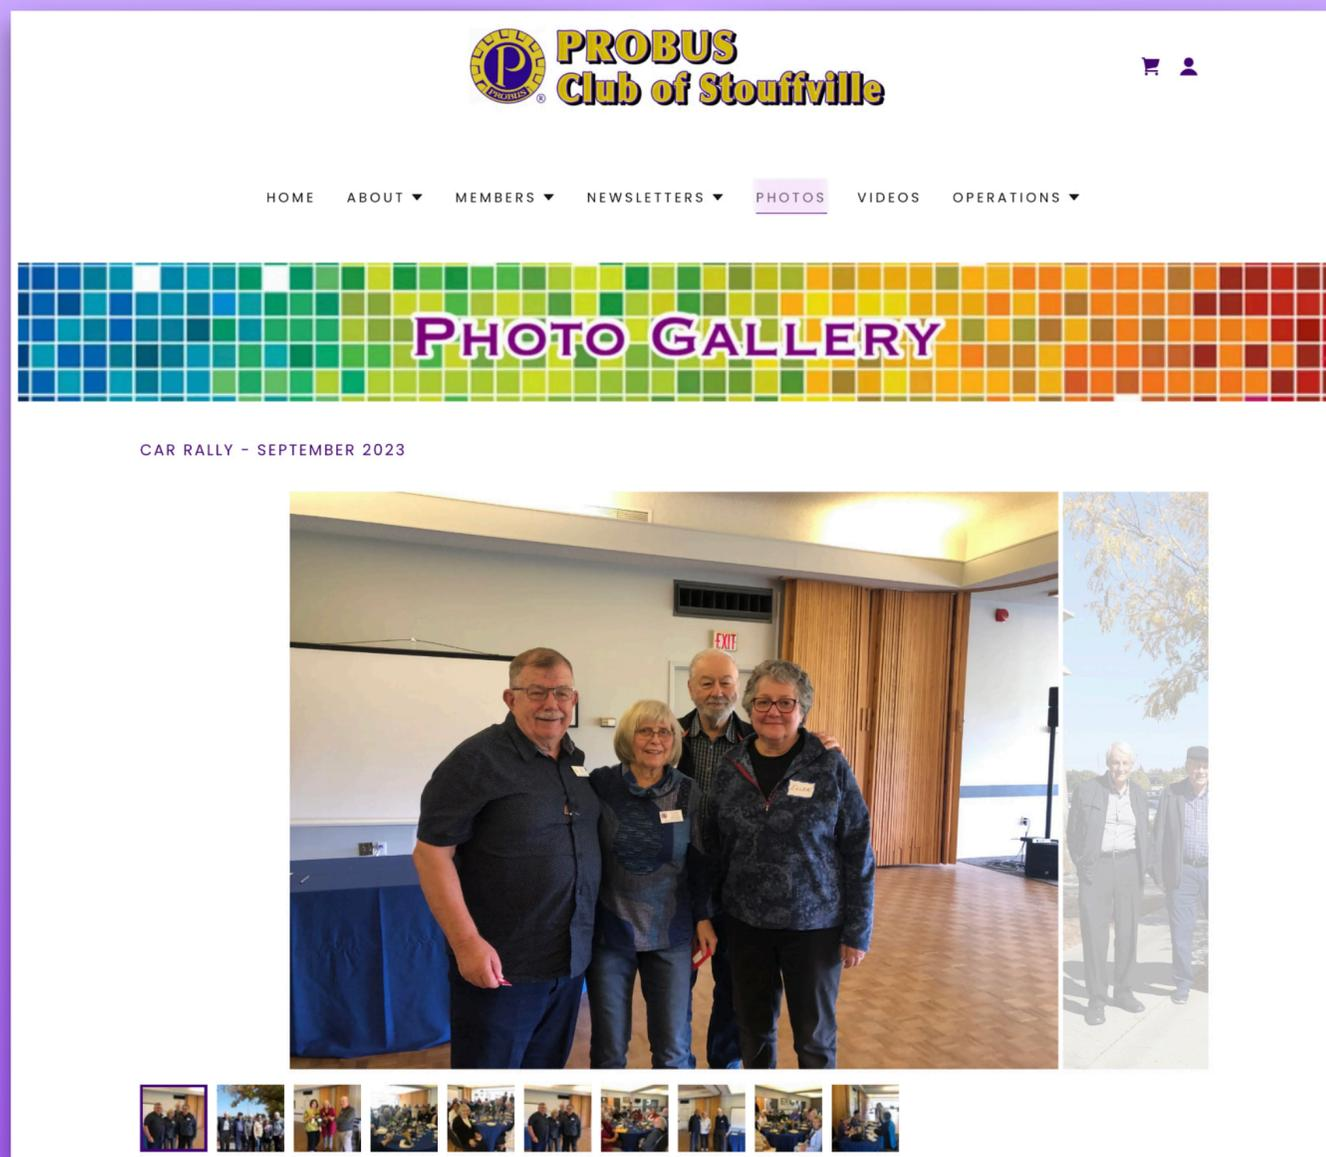 PROBUS
Club of Stouffville
P
PROBUS
®
HOME ABOUT MEMBERS NEWSLETTERS PHOTOS VIDEOS OPERATIONS
PHOTO GALLERY
CAR RALLY - SEPTEMBER 2023
EXIT